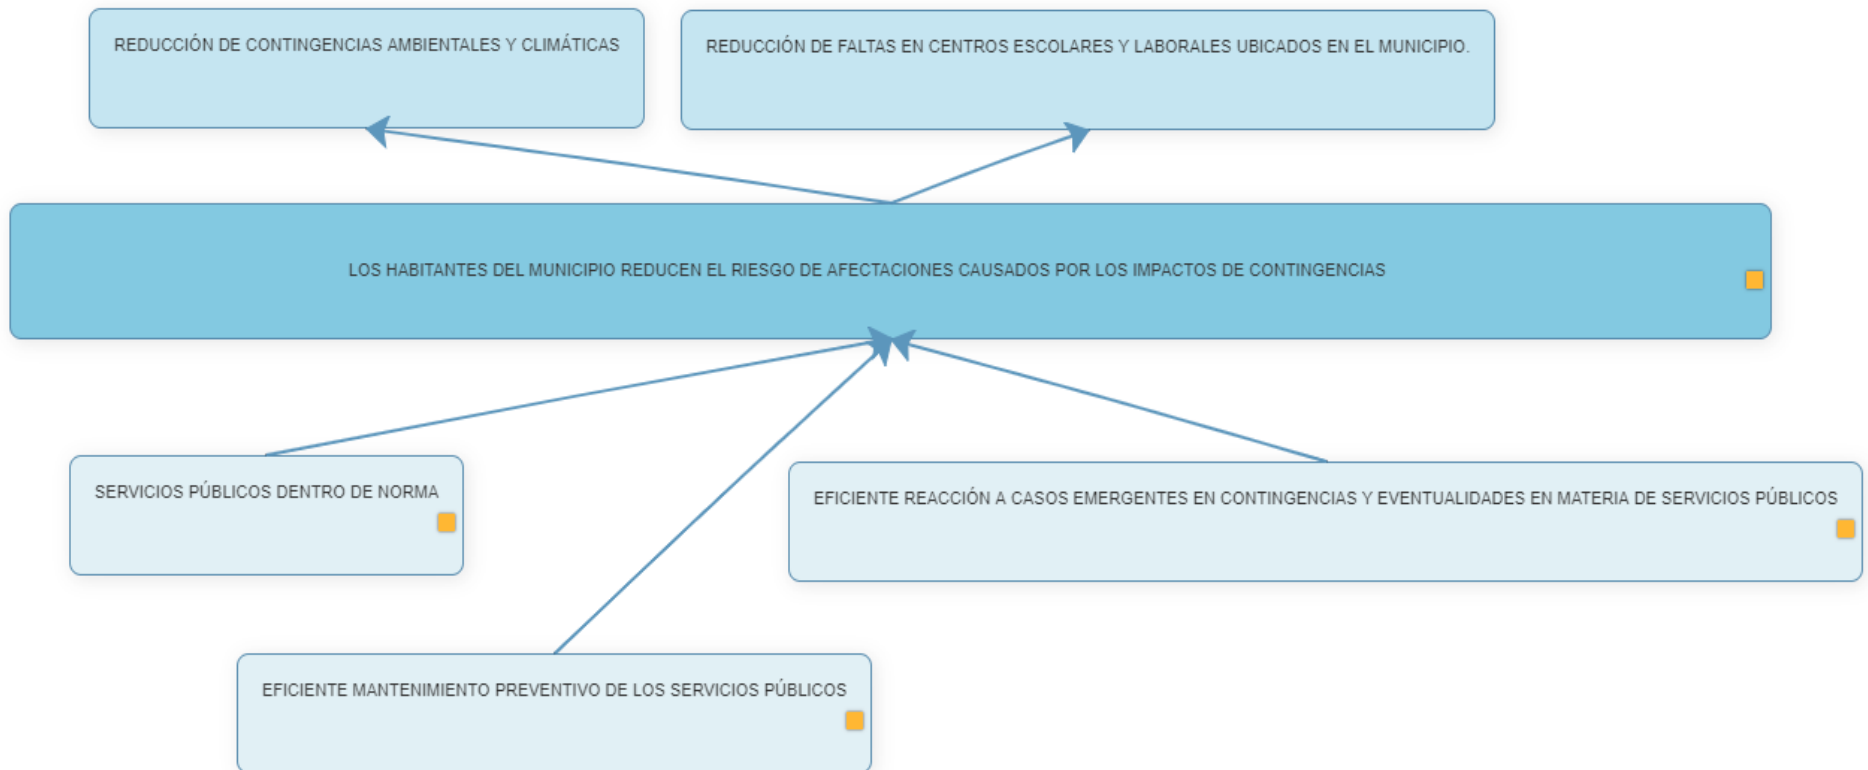 REDUCCIÓN DE CONTINGENCIAS AMBIENTALES Y CLIMÁTICAS
REDUCCIÓN DE FALTAS EN CENTROS ESCOLARES Y LABORALES UBICADOS EN EL MUNICIPIO.
LOS HABITANTES DEL MUNICIPIO REDUCEN EL RIESGO DE AFECTACIONES CAUSADOS POR LOS IMPACTOS DE CONTINGENCIAS
SERVICIOS PÚBLICOS DENTRO DE NORMA
EFICIENTE REACCIÓN A CASOS EMERGENTES EN CONTINGENCIAS Y EVENTUALIDADES EN MATERIA DE SERVICIOS PÚBLICOS
EFICIENTE MANTENIMIENTO PREVENTIVO DE LOS SERVICIOS PÚBLICOS